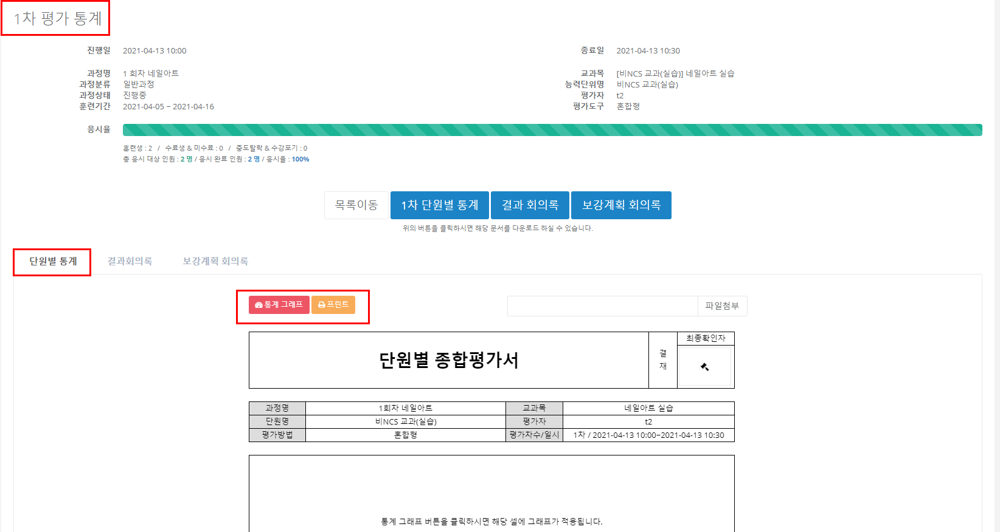 1차 평가 통계
진행일 2021-04-13 10:00 종료일 2021-04-13 10:30
과정명 1 회차 네일아트 교과목 [비NCS 교과(실습)] 네일아트 실습
과정분류 일반과정 능력단위명 비NCS 교과(실습)
과정상태 진행중 평가자 t2
훈련기간 2021-04-05 ~ 2021-04-16 평가도구 혼합형
응시율
훈련생 : 2 / 수료생 & 미수료 : 0 / 중도탈락 & 수강포기 : 0
총 응시 대상 인원 : 2 명 / 응시 완료 인원 : 2 명 / 응시율 : 100%
목록이동 1차 단원별 통계 결과 회의록 보강계획 회의록
위의 버튼을 클릭하시면 해당 문서를 다운로드 하실 수 있습니다.
단원별 통계 결과회의록 보강계획 회의록
통계 그래프 프린트 파일첨부
단원별 종합평가서
결
재
최종확인자
과정명 1회차 네일아트 교과목 네일아트 실습
단원명 비NCS 교과(실습) 평가자 t2
평가방법 혼합형 평가차수/일시 1차 / 2021-04-13 10:00~2021-04-13 10:30
통계 그래프 버튼을 클릭하시면 해당 셀에 그래프가 적용됩니다.